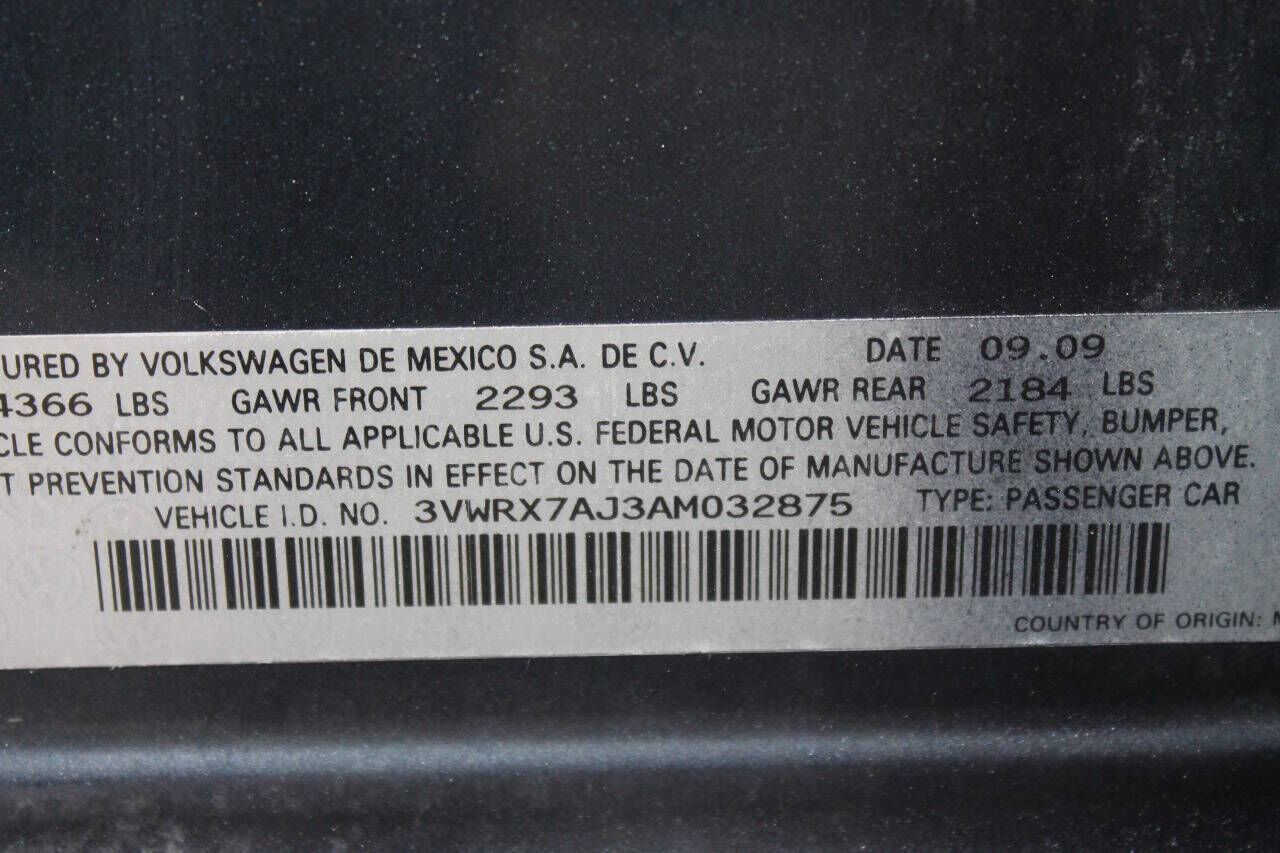 URED BY VOLKSWAGEN DE MEXICO S.A. DE C.V. DATE 09.09
4366 LBS GAWR FRONT 2293 LBS GAWR REAR 2184 LBS
CLE CONFORMS TO ALL APPLICABLE U.S. FEDERAL MOTOR VEHICLE SAFETY, BUMPER,
T PREVENTION STANDARDS IN EFFECT ON THE DATE OF MANUFACTURE SHOWN ABOVE.
VEHICLE I.D. NO. 3VWRX7AJ3AM032875 TYPE: PASSENGER CAR
COUNTRY OF ORIGIN: M